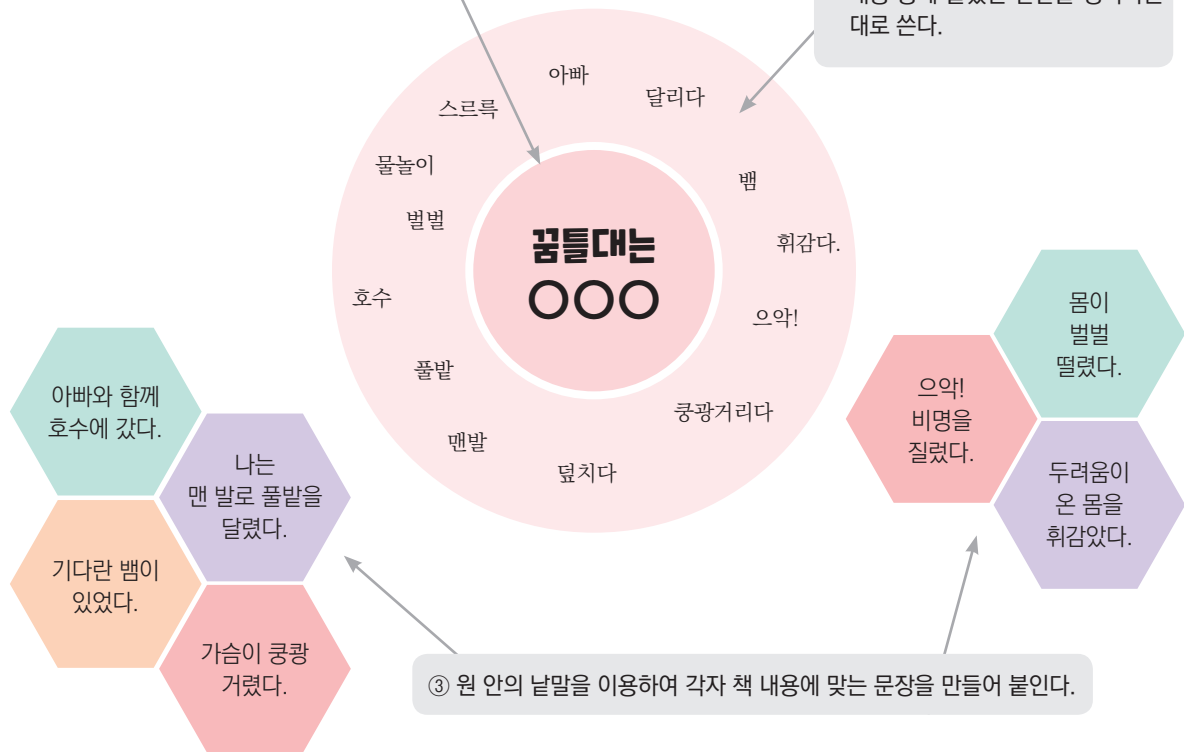 대로 쓴다.
아빠
달리다
스르륵
물놀이
뱀
벌벌
휘감다.
꿈틀대는
○○○
호수
으악!
풀밭
쿵광거리다
맨발
덮치다
아빠와 함께
호수에 갔다.
나는
맨 발로 풀밭을
달렸다.
기다란 뱀이
있었다.
가슴이 쿵쾅
거렸다.
몸이
벌벌
떨렸다.
으악!
비명을
질렀다.
두려움이
온 몸을
휘감았다.
③ 원 안의 낱말을 이용하여 각자 책 내용에 맞는 문장을 만들어 붙인다.